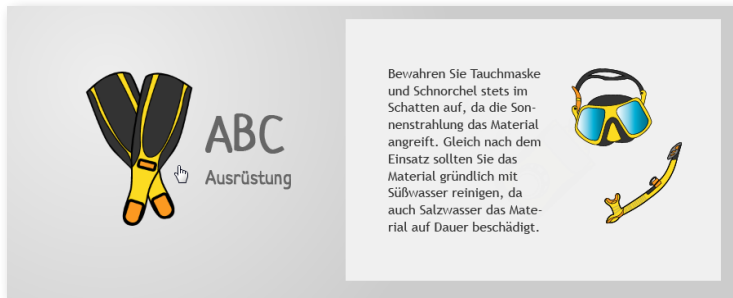 ABC
Ausrüstung
Bewahren Sie Tauchmaske
und Schnorchel stets im
Schatten auf, da die Son-
nenstrahlung das Material
angreift. Gleich nach dem
Einsatz sollten Sie das
Material gründlich mit
Süßwasser reinigen, da
auch Salzwasser das Mate-
rial auf Dauer beschädigt.